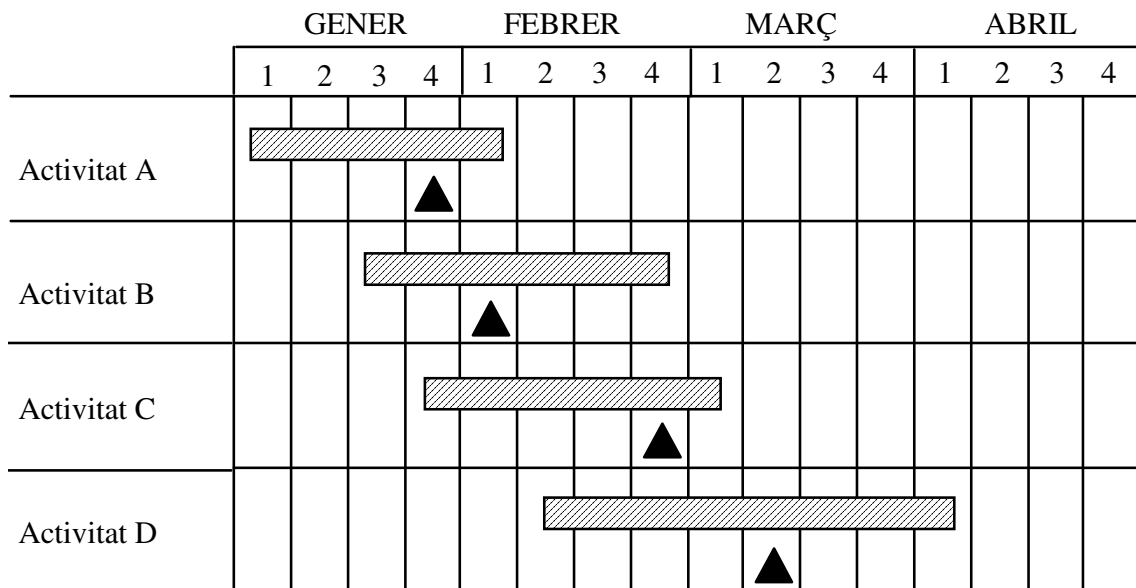 GENER FEBRER MARÇ ABRIL
1 2 3 4 1 2 3 4 1 2 3 4 1 2 3 4
Activitat A
Activitat B
Activitat C
Activitat D